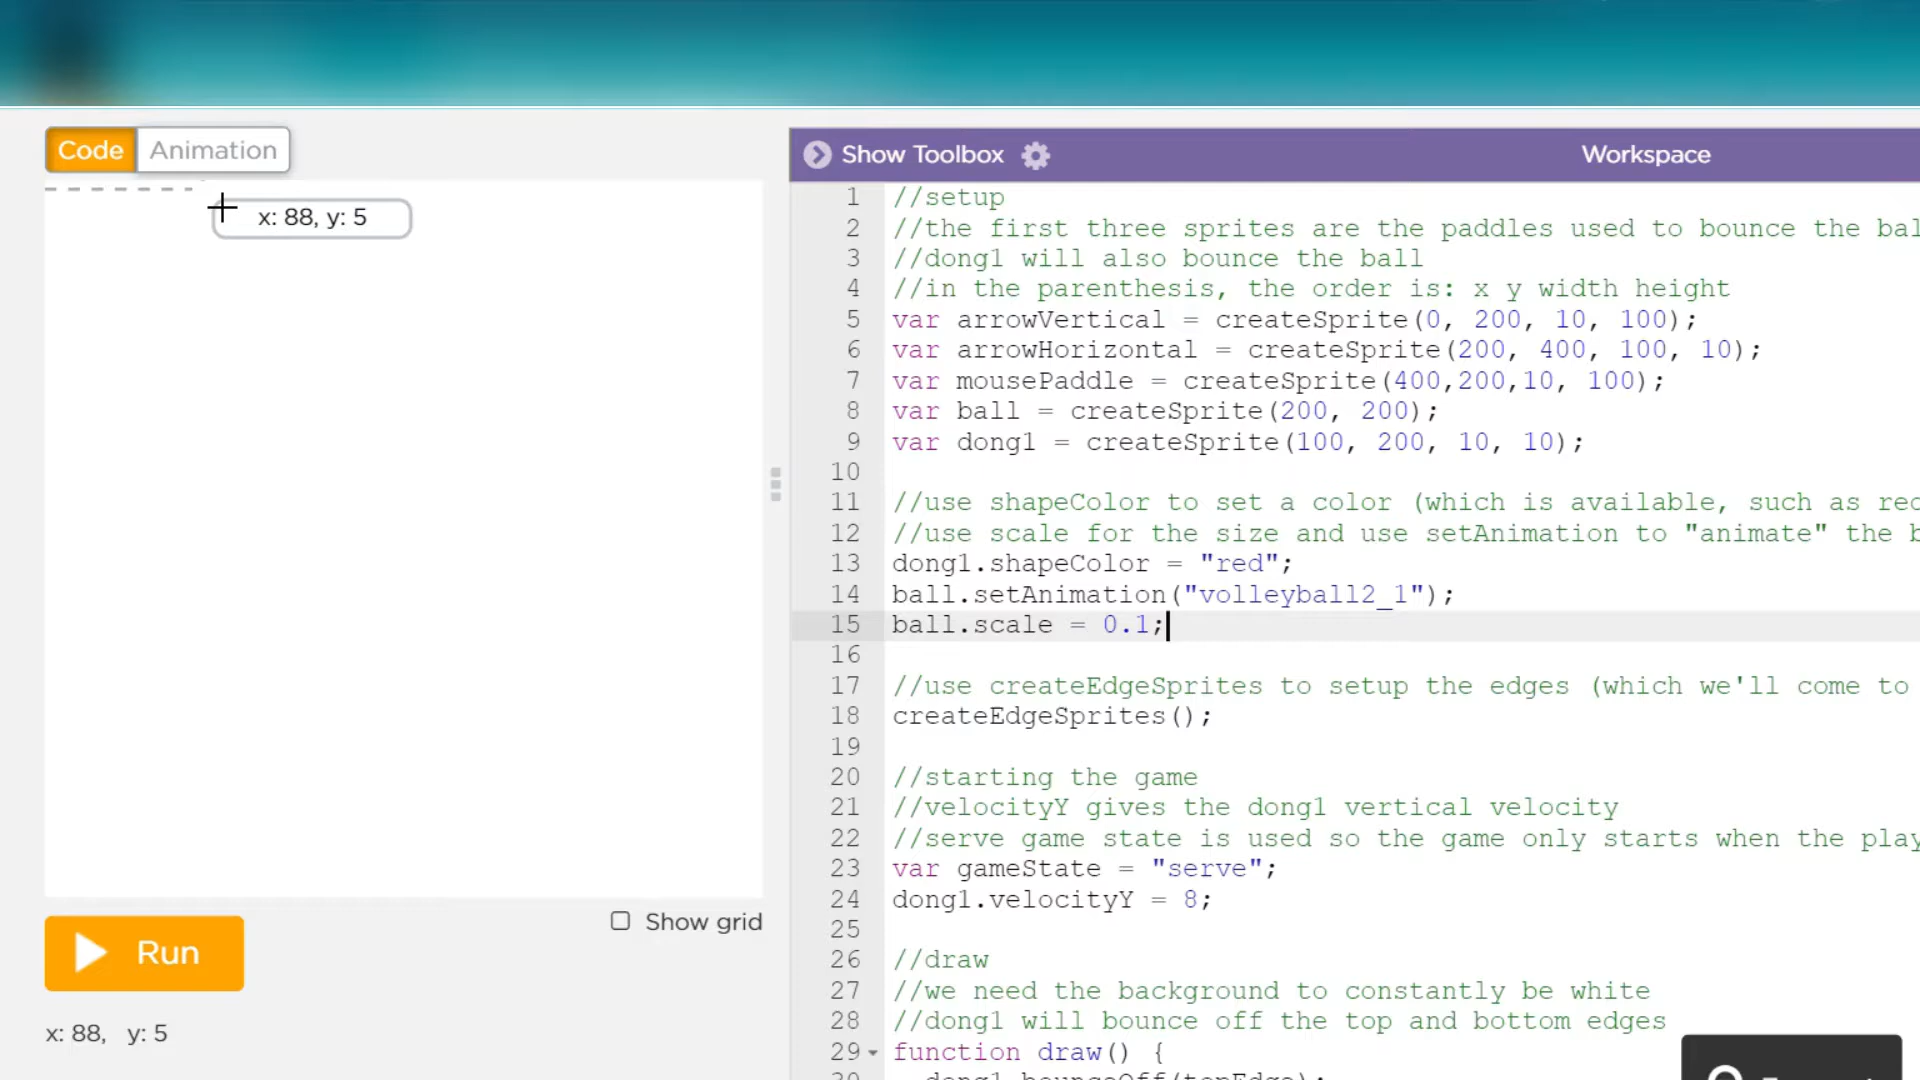 Code Animation
x: 88, y: 5
Show Toolbox
Workspace
1 //setup
2 //the first three sprites are the paddles used to bounce the bal
3 //dong1 will also bounce the ball
4 //in the parenthesis, the order is: x y width height
5 var arrowVertical = createSprite(0, 200, 10, 100);
6 var arrowHorizontal = createSprite(200, 400, 100, 10);
7 var mousePaddle = createSprite(400,200,10, 100);
8 var ball = createSprite(200, 200);
9 var dong1 = createSprite(100, 200, 10, 10);
10
11 //use shapeColor to set a color (which is available, such as rec
12 //use scale for the size and use setAnimation to "animate" the b
13 dong1.shapeColor = "red";
14 ball.setAnimation("volleyball2_1");
15 ball.scale = 0.1;
16
17 //use createEdgeSprites to setup the edges (which we'll come to
18 createEdgeSprites();
19
20 //starting the game
21 //velocityY gives the dong1 vertical velocity
22 //serve game state is used so the game only starts when the play
23 var gameState = "serve";
24 dong1.velocityY = 8;
25
26 //draw
27 //we need the background to constantly be white
28 //dong1 will bounce off the top and bottom edges
29 function draw() {
30 dong1.bounceOff(topEdge);
Show grid
Run
x: 88, y: 5